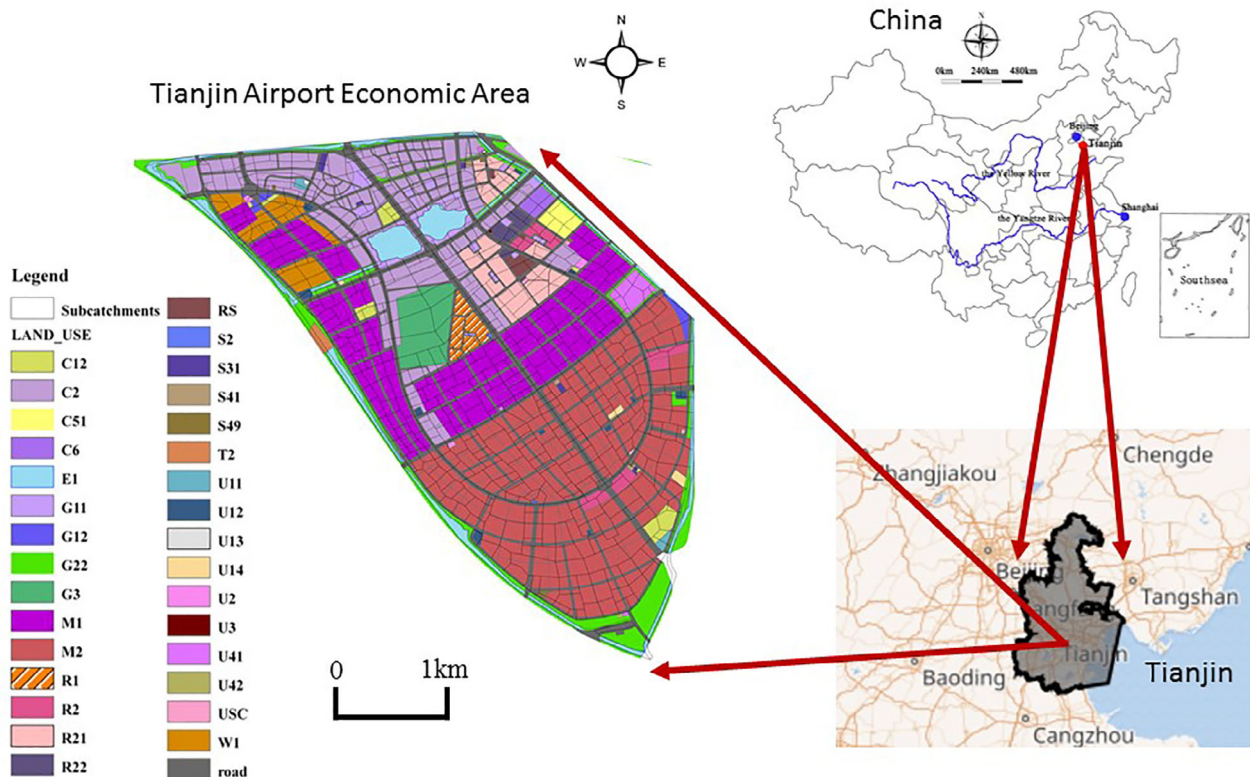 China
N
0km 240km 480km
N
W E
S
Tianjin Airport Economic Area
Beijing
Tianjin
the Yellow River
the Yangtze River
Shanghai
Southsea
Legend
Subcatchments
LAND_USE
C12
C2
C51
C6
E1
G11
G12
G22
G3
M1
M2
R1
R2
R21
R22
RS
S2
S31
S41
S49
T2
U11
U12
U13
U14
U2
U3
U41
U42
USC
W1
road
0 1km
Zhangjiakou
Chengde
Beijing
Tangshan
Tianjin
Baoding
Cangzhou
Tianjin